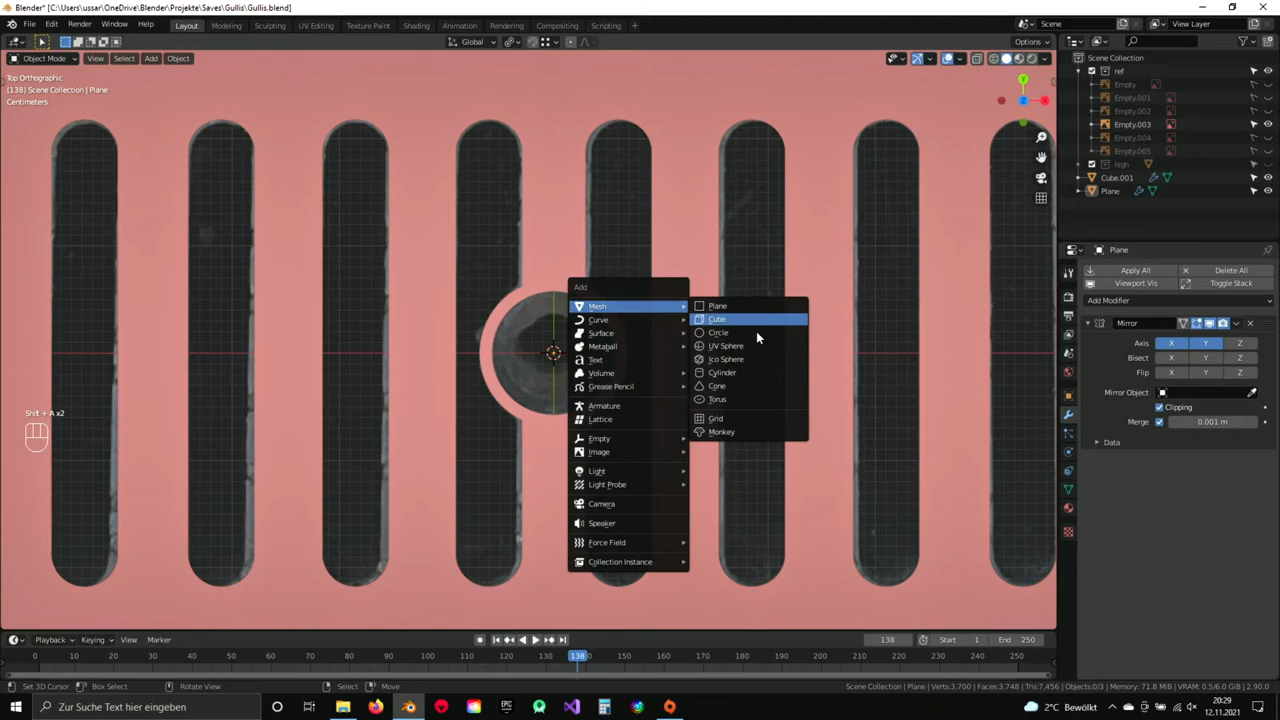 Blender* [C:\Users\ussar\OneDrive\Blender\Projekte\Saves\Gullis\Gullis.blend]
File Edit Render Window Help Layout Modeling Sculpting UV Editing Texture Paint Shading Animation Rendering Compositing Scripting + Scene View Layer
Global Options
Object Mode View Select Add Object
Top Orthographic
(138) Scene Collection | Plane
Centimeters
Shift + A x2
Add
Mesh
Curve
Surface
Metaball
Text
Volume
Grease Pencil
Armature
Lattice
Empty
Image
Light
Light Probe
Camera
Speaker
Force Field
Collection Instance
Plane
Cube
Circle
UV Sphere
Ico Sphere
Cylinder
Cone
Torus
Grid
Monkey
Y
X
Z
Scene Collection
ref
Empty
Empty.001
Empty.002
Empty.003
Empty.004
Empty.005
high
Cube.001
Plane
Plane
Apply All Delete All
Viewport Vis Toggle Stack
Add Modifier
Mirror
Axis X Y Z
Bisect X Y Z
Flip X Y Z
Mirror Object
Clipping
Merge 0.001 m
Data
Playback Keying View Marker 138 Start 1 End 250
0 10 20 30 40 50 60 70 80 90 100 110 120 130 138 150 160 170 180 190 200 210 220 230 240 250
Set 3D Cursor Box Select Rotate View Select Move Scene Collection | Plane | Verts:3,700 | Faces:3,748 | Tris:7,456 | Objects:0/3 | Memory: 71.8 MiB | VRAM: 0.5/6.0 GiB | 2.90.0
Zur Suche Text hier eingeben
EPIC
2°C Bewölkt
20:29
12.11.2021